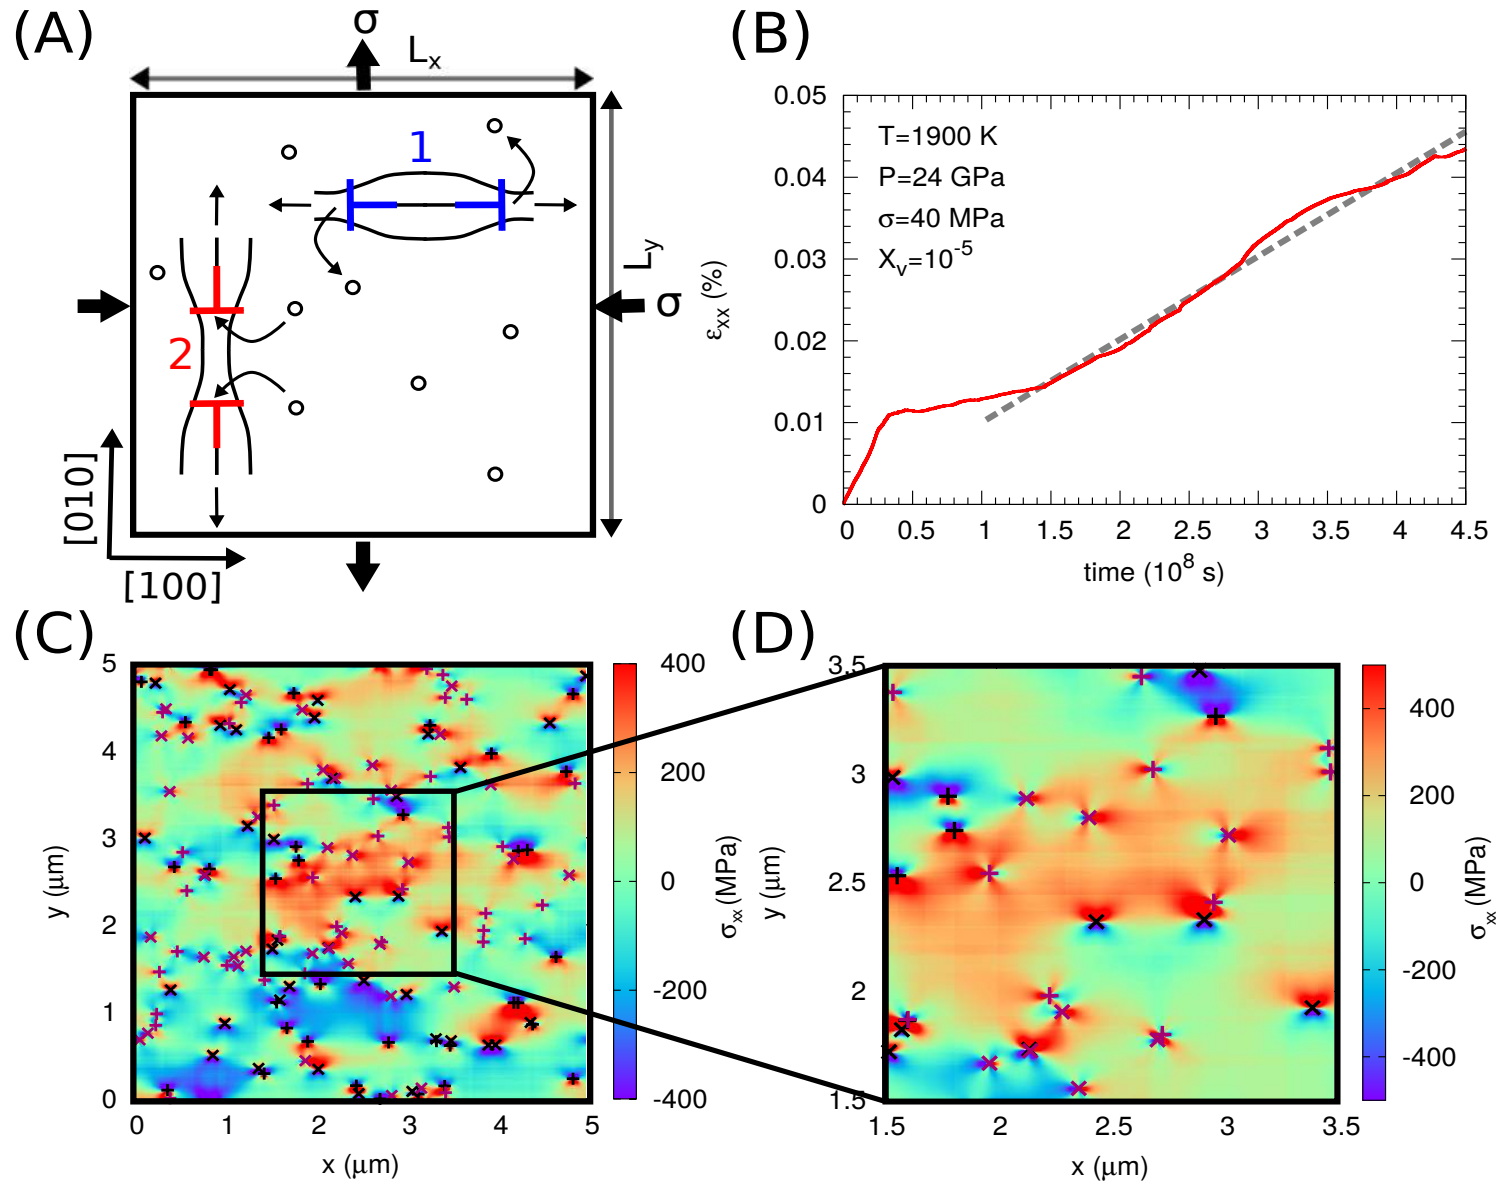 (A)
σ
Lx
1
2
Ly
σ
[010]
[100]
(B)
0.05
0.04
0.03
0.02
0.01
0
εxx (%)
T=1900 K
P=24 GPa
σ=40 MPa
Xv=10-5
0 0.5 1 1.5 2 2.5 3 3.5 4 4.5
time (10^8 s)
(C)
5
4
3
2
1
0
y (μm)
0 1 2 3 4 5
x (μm)
400
200
0
-200
-400
σxx (MPa)
(D)
3.5
3
2.5
2
1.5
y (μm)
1.5 2 2.5 3 3.5
x (μm)
400
200
0
-200
-400
σxx (MPa)